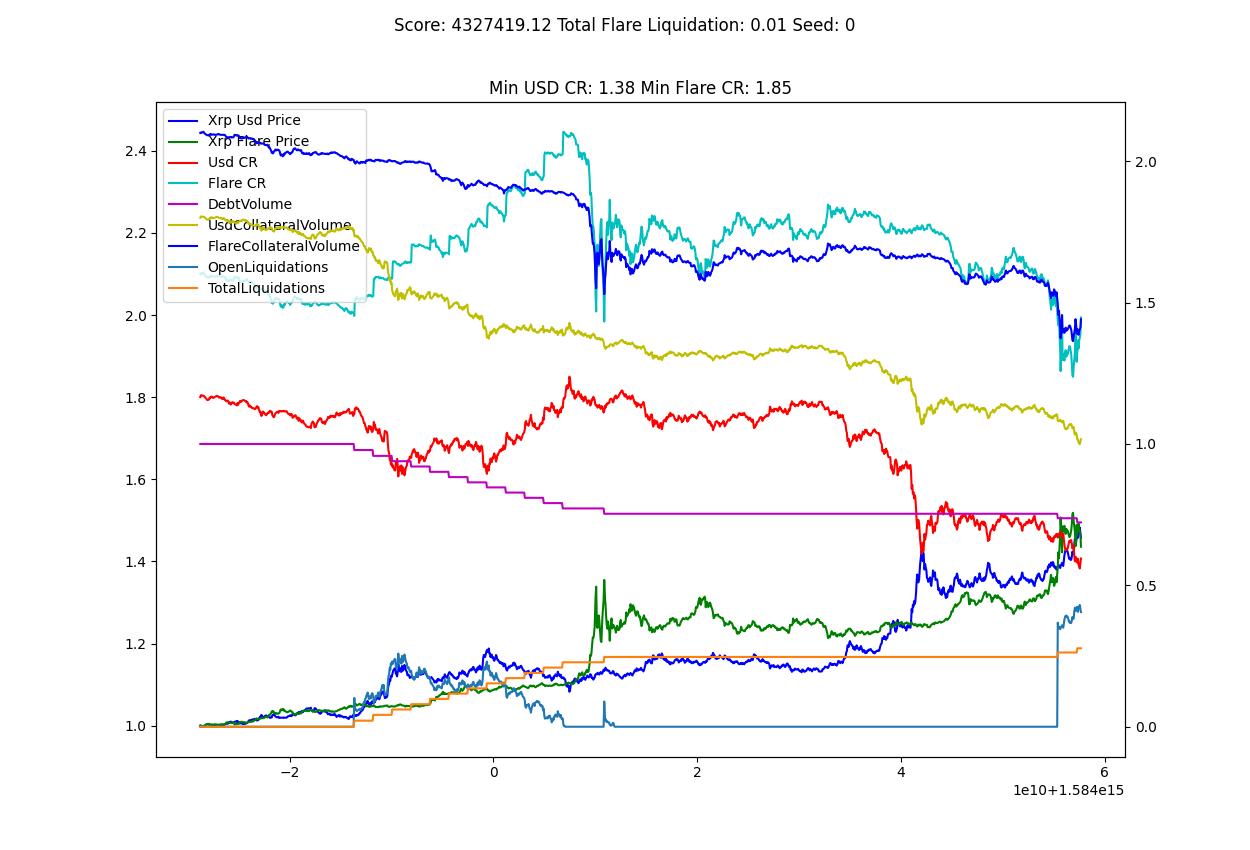 Score: 4327419.12 Total Flare Liquidation: 0.01 Seed: 0
Min USD CR: 1.38 Min Flare CR: 1.85
Xrp Usd Price
Xrp Flare Price
Usd CR
Flare CR
DebtVolume
UsdCollateralVolume
FlareCollateralVolume
OpenLiquidations
TotalLiquidations
2.4
2.2
2.0
1.8
1.6
1.4
1.2
1.0
2.0
1.5
1.0
0.5
0.0
−2
0
2
4
6
1e10+1.584e15